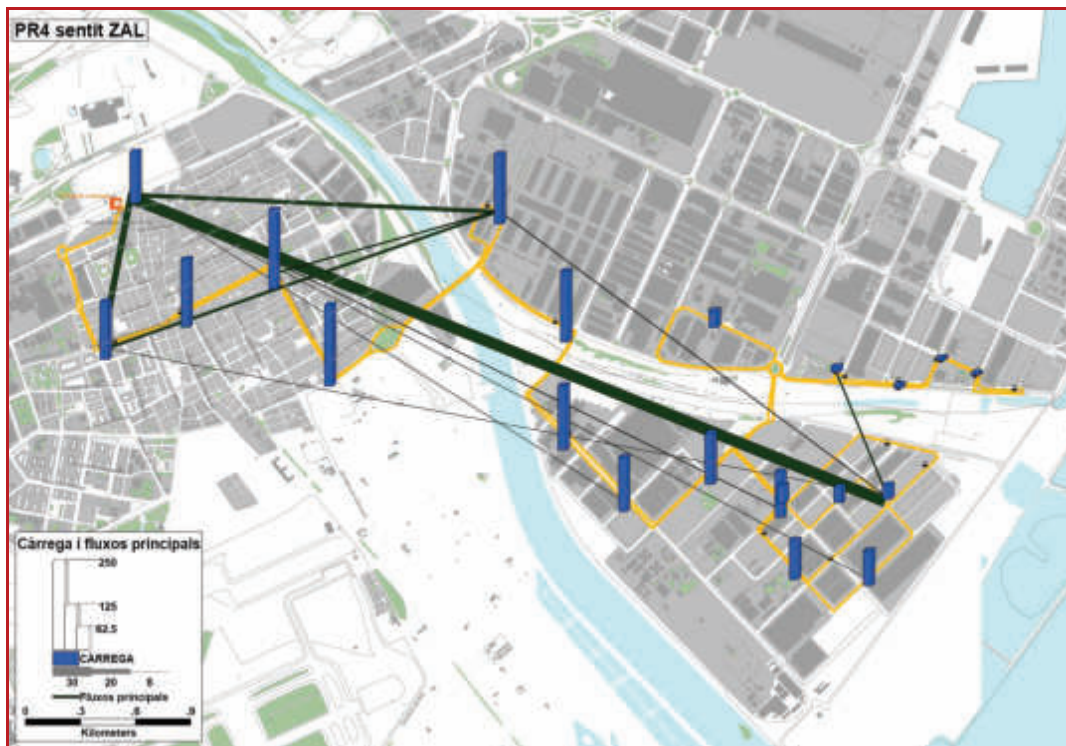 PR4 sentit ZAL
Càrrega i fluxos principals
250
125
62.5
CÀRREGA
30 20 8
Fluxos principals
0 .3 .6 .9
Kilometers